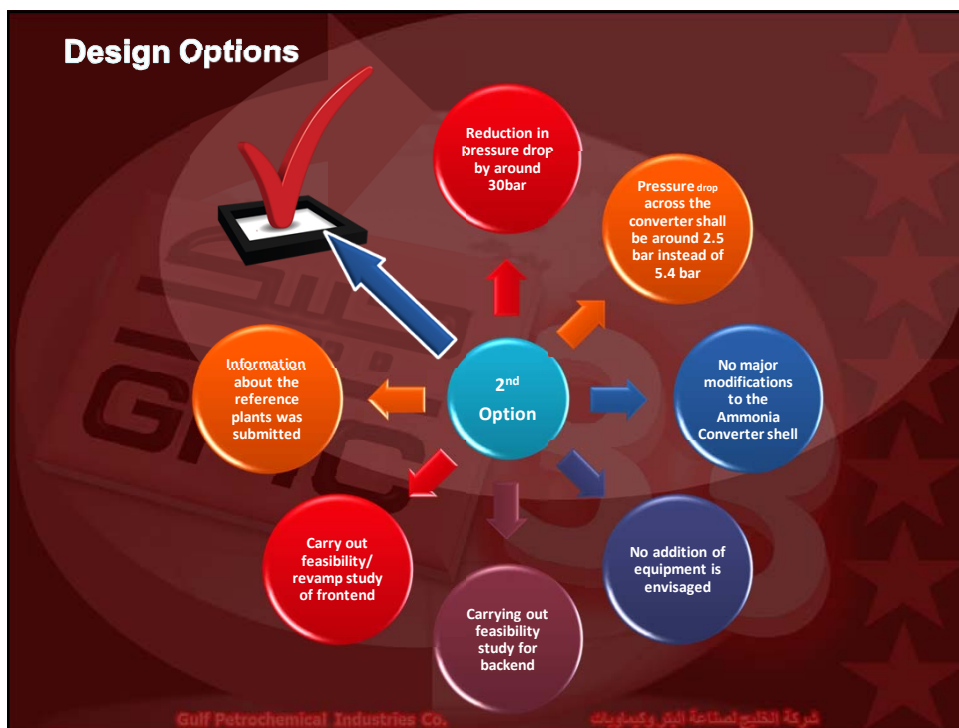 Design Options
Reduction in
pressure drop
by around
30bar
Pressure drop
across the
converter shall
be around 2.5
bar instead of
5.4 bar
No major
modifications
to the
Ammonia
Converter shell
No addition of
equipment is
envisaged
Carrying out
feasibility
study for
backend
Carry out
feasibility/
revamp study
of frontend
Information
about the
reference
plants was
submitted
2nd
Option
GPIC
33
Gulf Petrochemical Industries Co.
شركة الخليج لصناعة البتروكيماويات